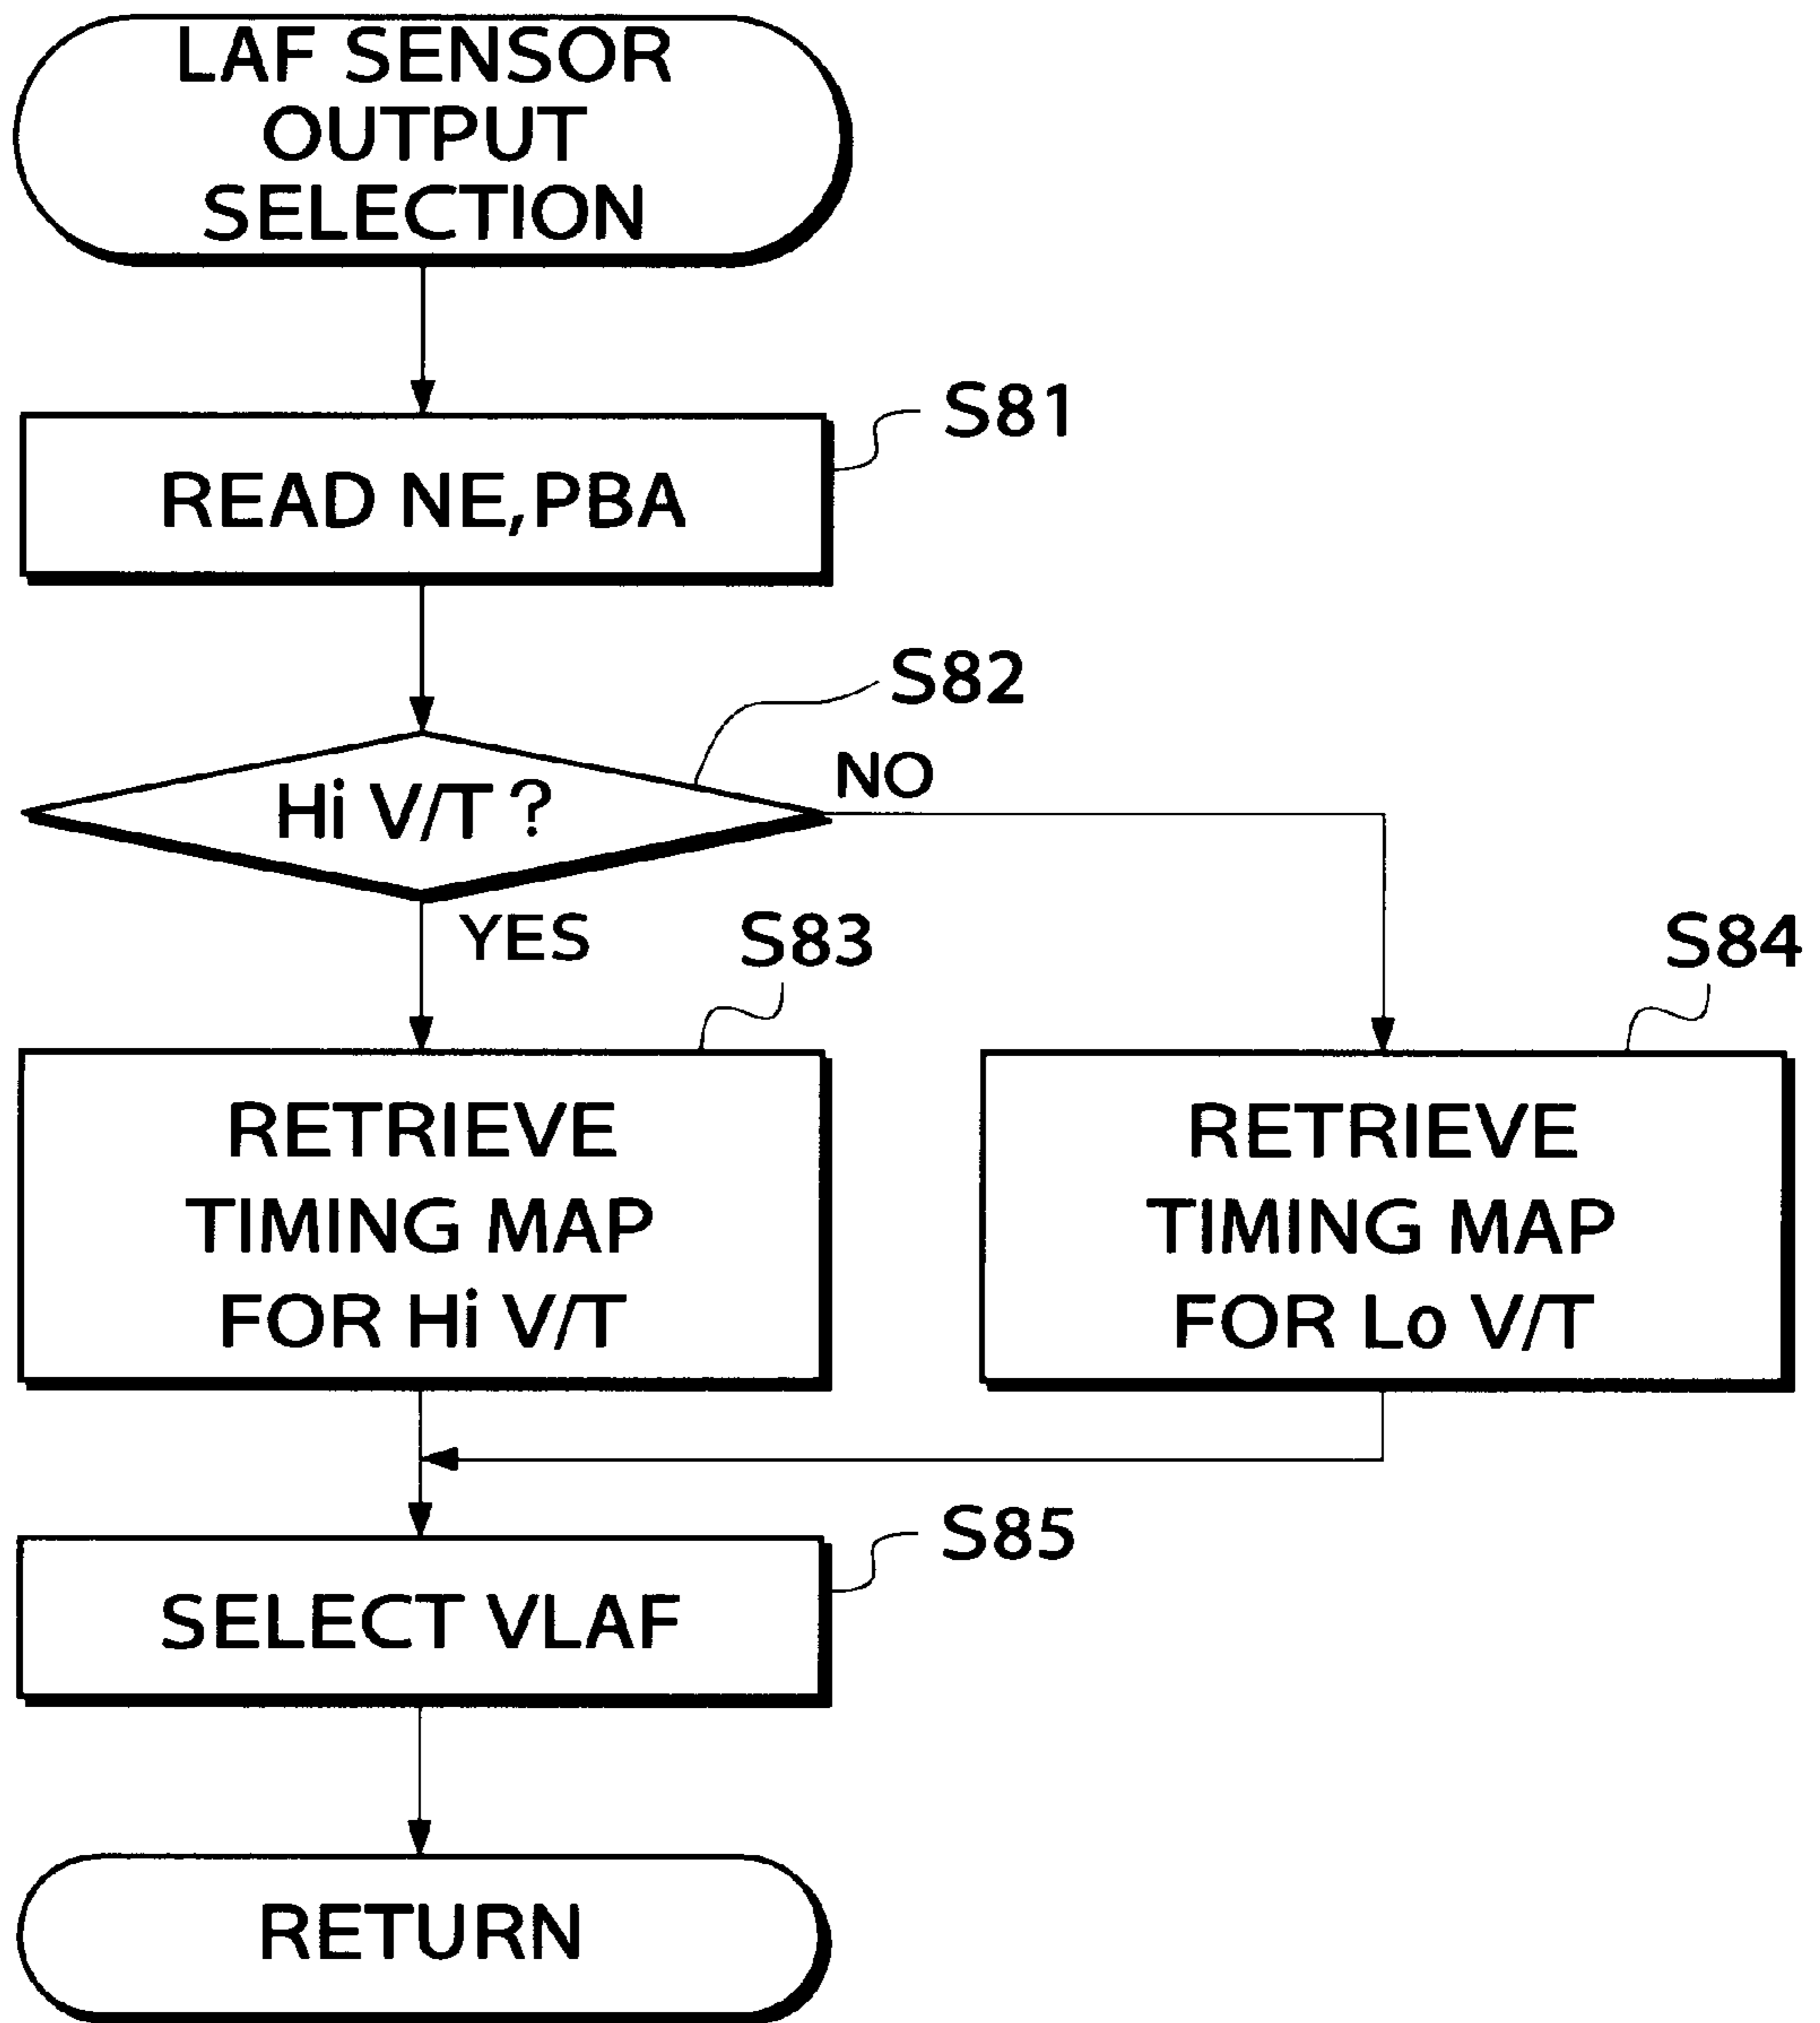 LAF SENSOR
OUTPUT
SELECTION
S81
READ NE,PBA
S82
Hi V/T ?
NO
YES
S83
S84
RETRIEVE
TIMING MAP
FOR Hi V/T
RETRIEVE
TIMING MAP
FOR Lo V/T
S85
SELECT VLAF
RETURN